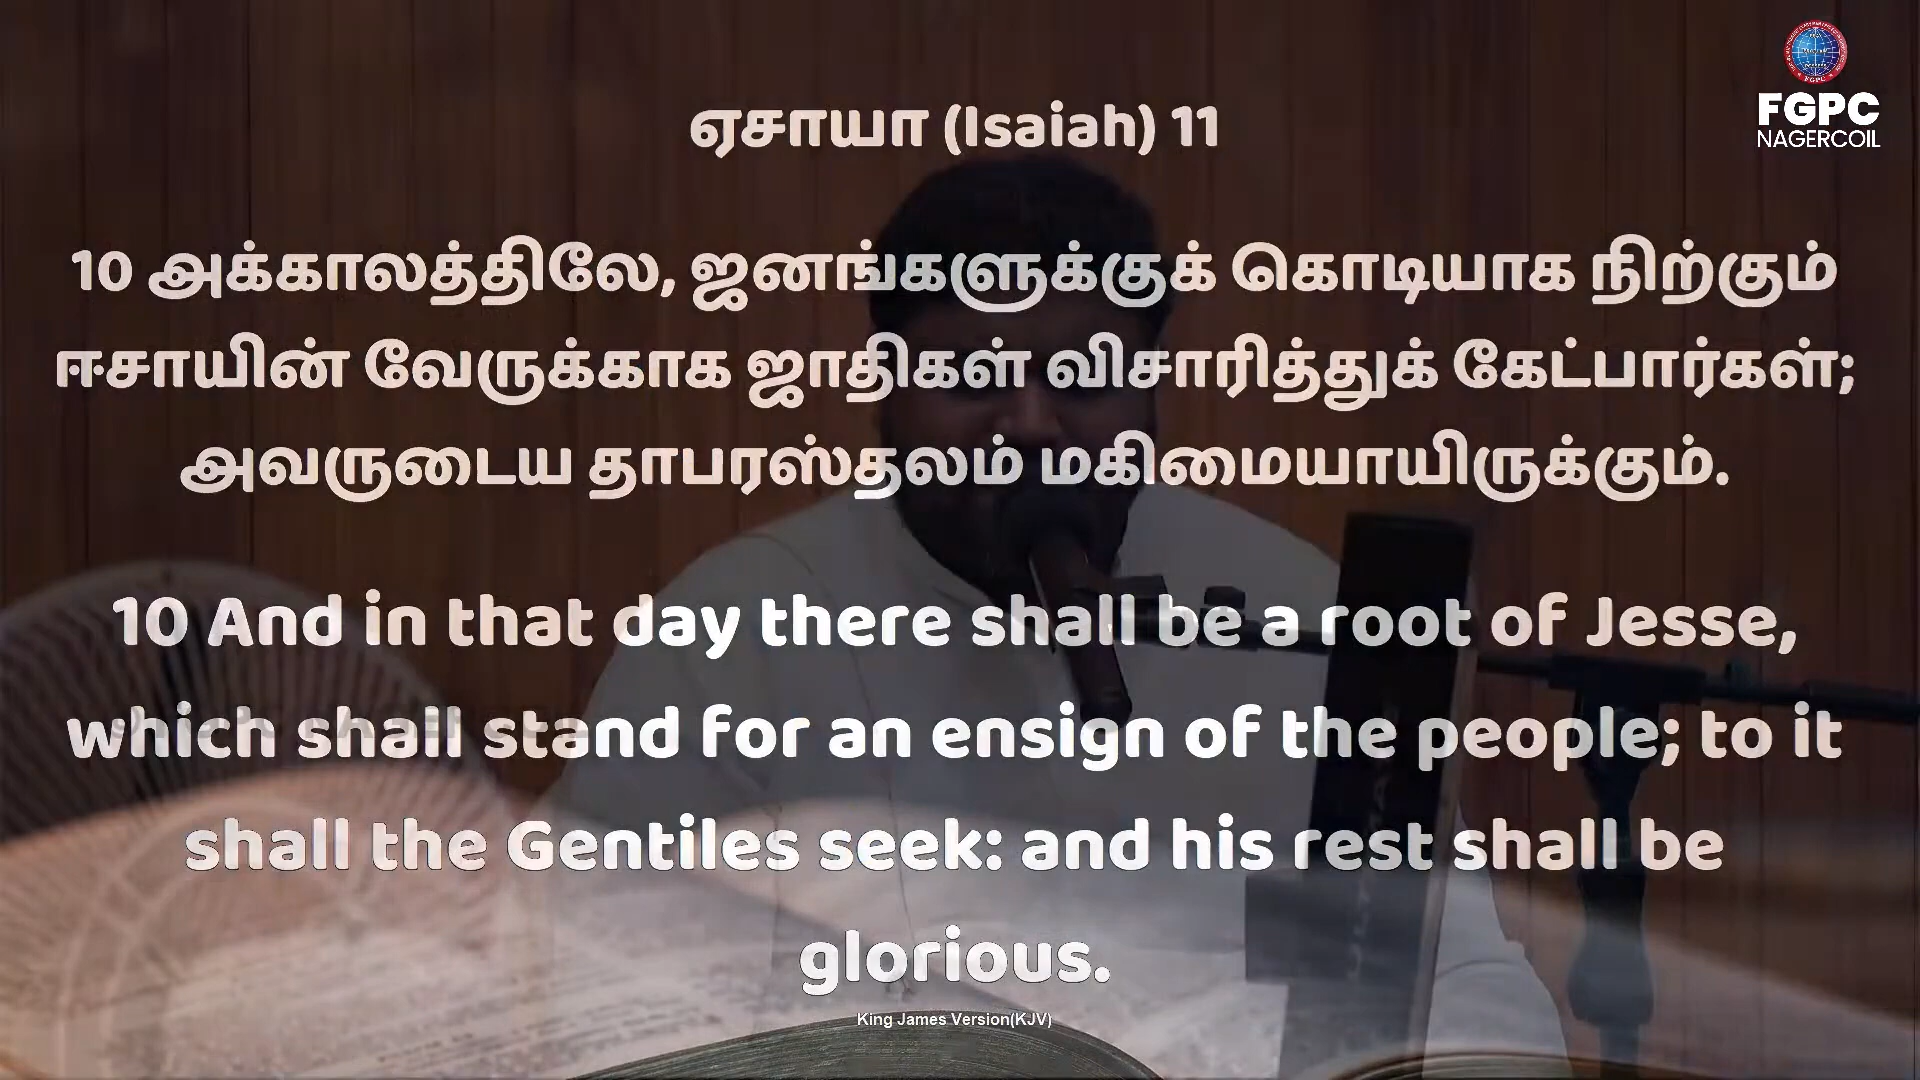 FGPC
NAGERCOIL
ஏசாயா (Isaiah) 11
10 அக்காலத்திலே, ஜனங்களுக்குக் கொடியாக நிற்கும்
ஈசாயின் வேருக்காக ஜாதிகள் விசாரித்துக் கேட்பார்கள்;
அவருடைய தாபரஸ்தலம் மகிமையாயிருக்கும்.
10 And in that day there shall be a root of Jesse,
which shall stand for an ensign of the people; to it
shall the Gentiles seek: and his rest shall be
glorious.
King James Version(KJV)